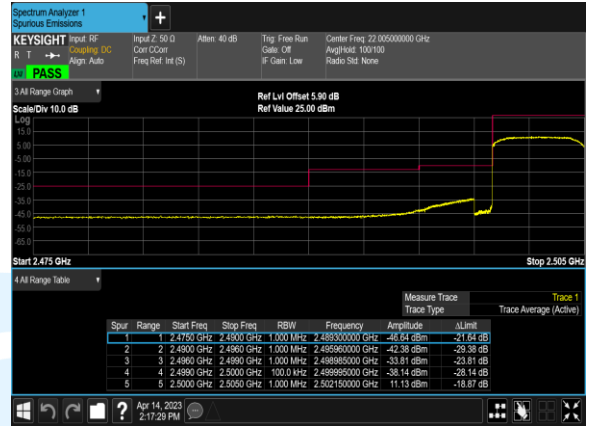 Spectrum Analyzer 1
Spurious Emissions
KEYSIGHT Input: RF Input Z: 50 Ω Atten: 40 dB Trig: Free Run Center Freq: 22.005000000 GHz
R T Coupling: DC Corr CCorr Gate: Off Avg|Hold: 100/100
Align: Auto Freq Ref: Int (S) IF Gain: Low Radio Std: None
PASS
3 All Range Graph
Ref Lvl Offset 5.90 dB
Scale/Div 10.0 dB Ref Value 25.00 dBm
Log
15.0
5.00
-5.00
-15.0
-25.0
-35.0
-45.0
-55.0
-65.0
Start 2.475 GHz Stop 2.505 GHz
4 All Range Table
Measure Trace Trace 1
Trace Type Trace Average (Active)
Spur Range Start Freq Stop Freq RBW Frequency Amplitude ΔLimit
1 1 2.4750 GHz 2.4900 GHz 1.000 MHz 2.489300000 GHz -46.64 dBm -21.64 dB
2 2 2.4900 GHz 2.4960 GHz 1.000 MHz 2.495960000 GHz -42.38 dBm -29.38 dB
3 3 2.4960 GHz 2.4990 GHz 1.000 MHz 2.498985000 GHz -33.81 dBm -23.81 dB
4 4 2.4990 GHz 2.5000 GHz 100.0 kHz 2.499995000 GHz -38.14 dBm -28.14 dB
5 5 2.5000 GHz 2.5050 GHz 1.000 MHz 2.502150000 GHz 11.13 dBm -18.87 dB
Apr 14, 2023
2:17:29 PM